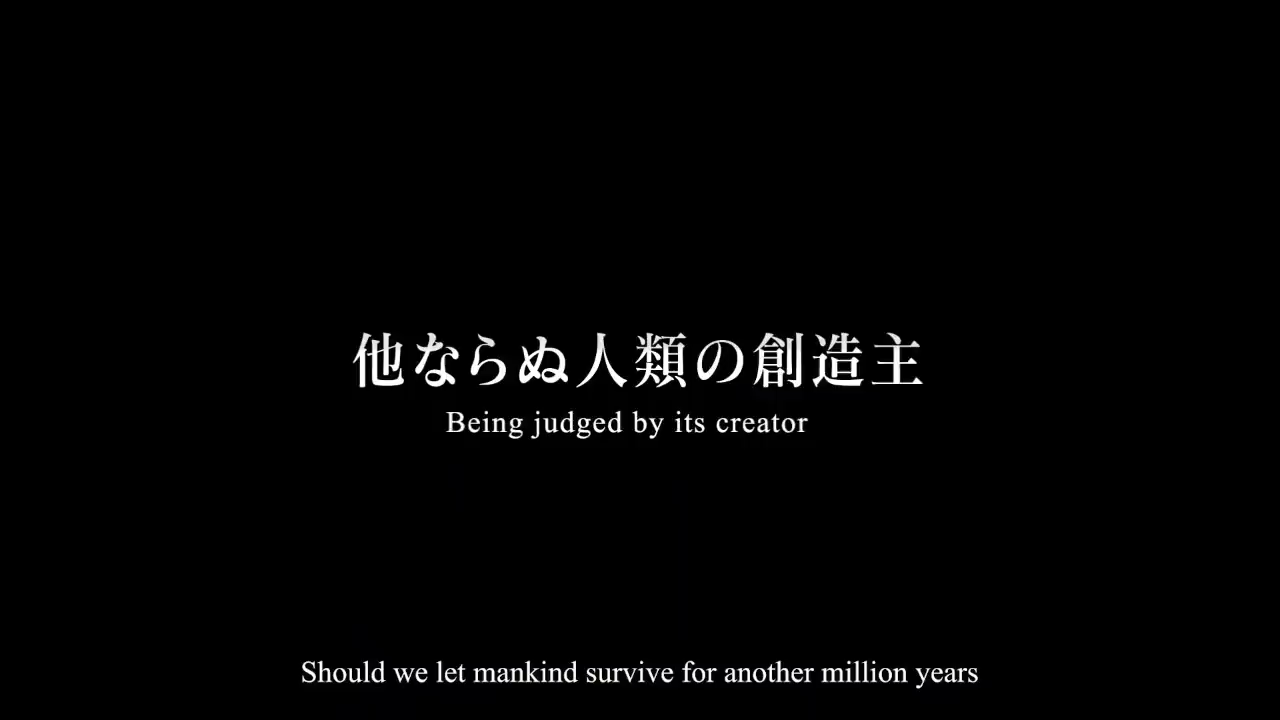 他ならぬ人類の創造主
Being judged by its creator
Should we let mankind survive for another million years